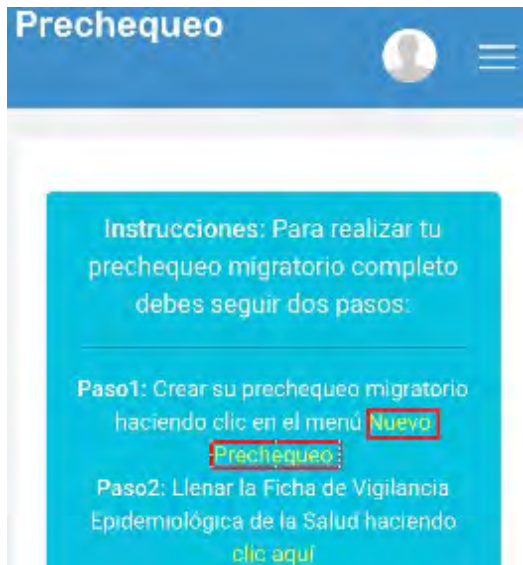 Prechequeo
Instrucciones: Para realizar tu
prechequeo migratorio completo
debes seguir dos pasos:
Paso1: Crear su prechequeo migratorio
haciendo clic en el menú Nuevo
Prechequeo
Paso2: Llenar la Ficha de Vigilancia
Epidemiológica de la Salud haciendo
clic aquí